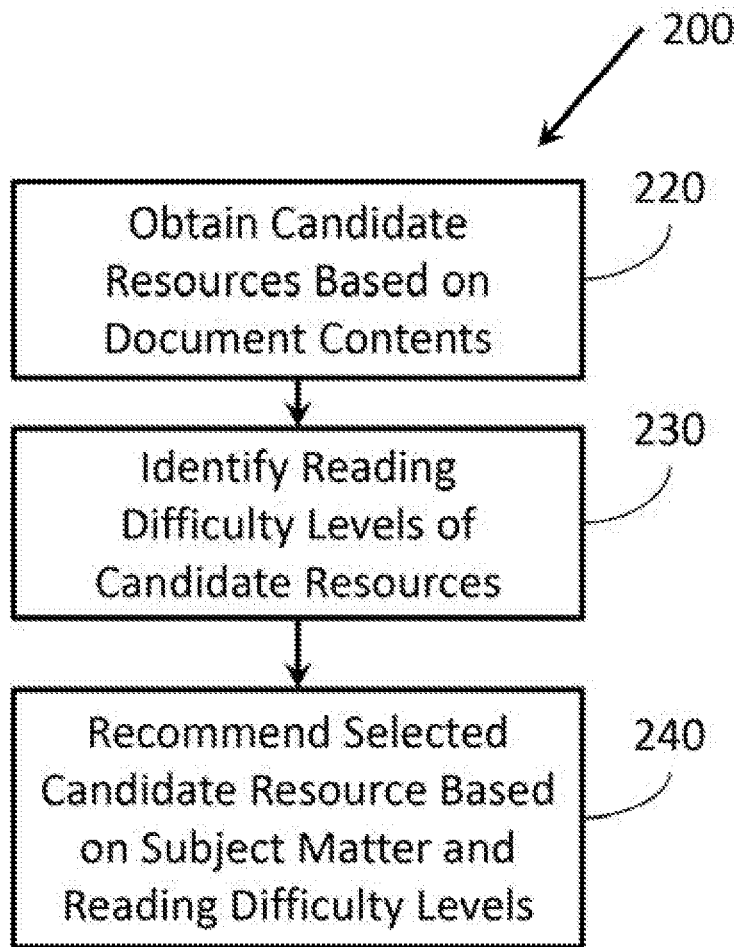 200
220
Obtain Candidate
Resources Based on
Document Contents
230
Identify Reading
Difficulty Levels of
Candidate Resources
240
Recommend Selected
Candidate Resource Based
on Subject Matter and
Reading Difficulty Levels